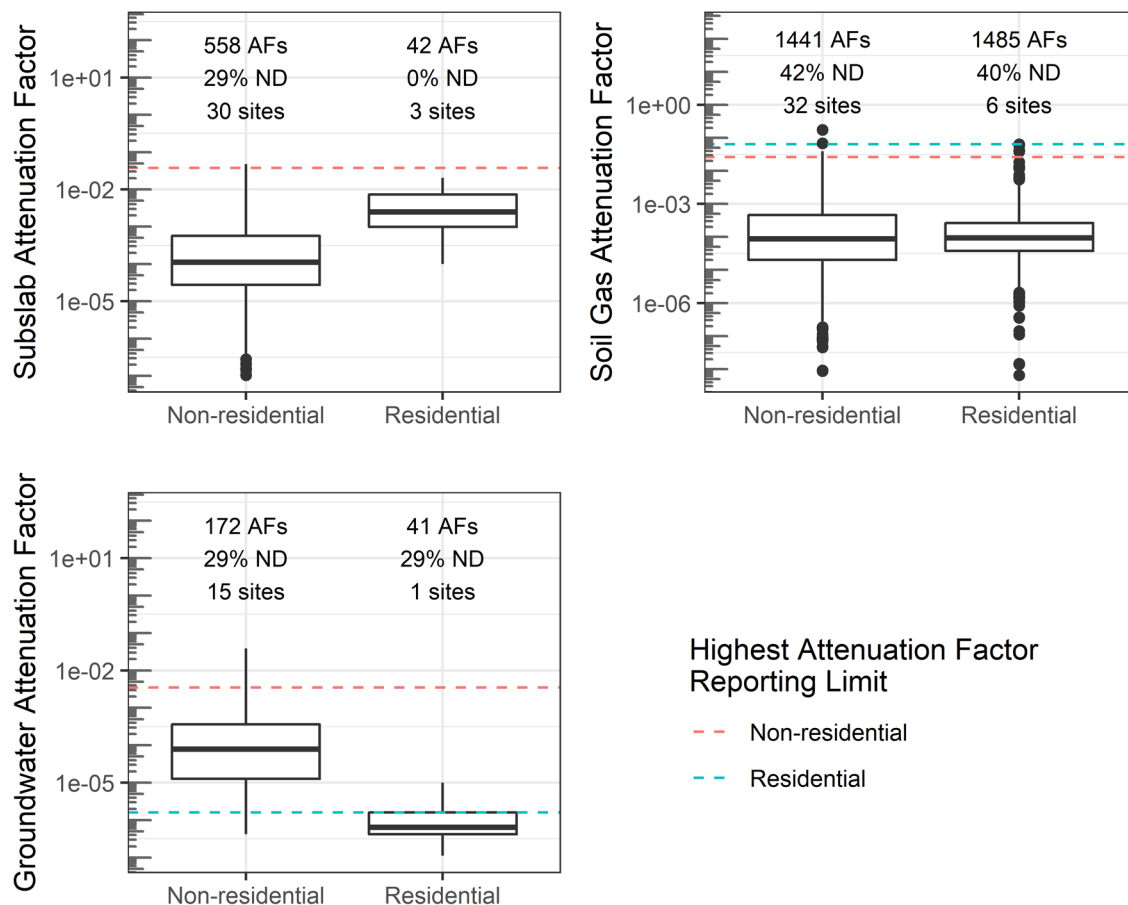 Subslab Attenuation Factor
1e+01
1e-02
1e-05
558 AFs
29% ND
30 sites
42 AFs
0% ND
3 sites
Non-residential
Residential
Soil Gas Attenuation Factor
1e+00
1e-03
1e-06
1441 AFs
42% ND
32 sites
1485 AFs
40% ND
6 sites
Non-residential
Residential
Groundwater Attenuation Factor
1e+01
1e-02
1e-05
172 AFs
29% ND
15 sites
41 AFs
29% ND
1 sites
Non-residential
Residential
Highest Attenuation Factor
Reporting Limit
Non-residential
Residential